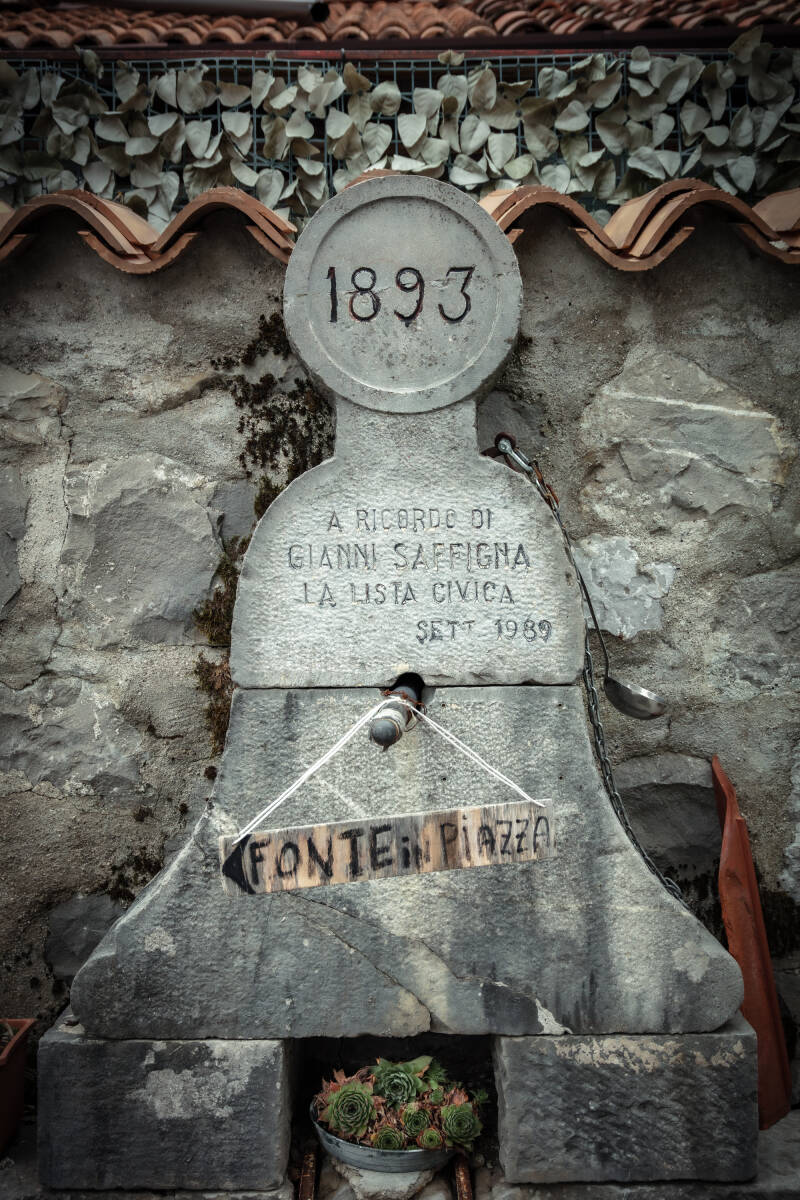 1893
A RICORDO DI
GIANNI SAFFIGNA
LA LISTA CIVICA
SETT 1989
FONTE iN PiAZZA